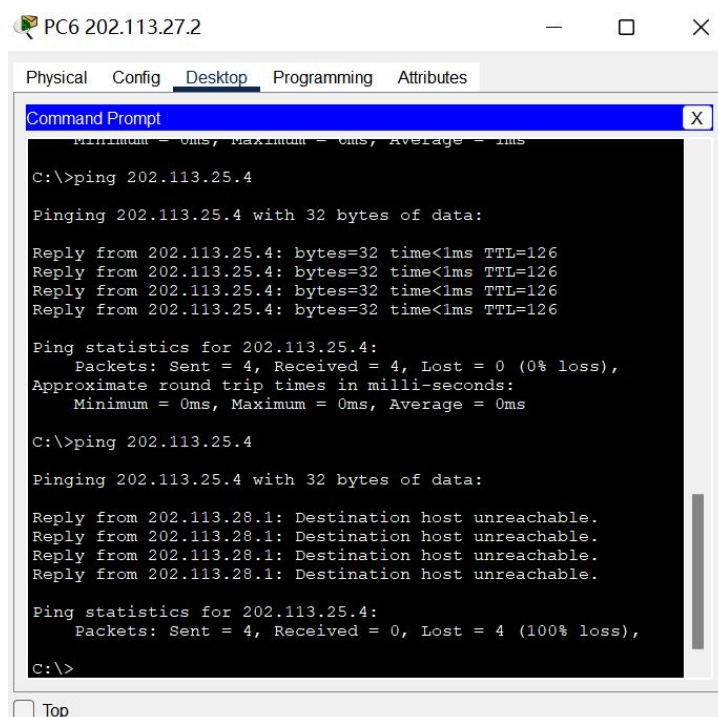 PC6 202.113.27.2
Physical Config Desktop Programming Attributes
Command Prompt X
Minimum = 0ms, Maximum = 6ms, Average = 1ms
C:\>ping 202.113.25.4
Pinging 202.113.25.4 with 32 bytes of data:
Reply from 202.113.25.4: bytes=32 time<1ms TTL=126
Reply from 202.113.25.4: bytes=32 time<1ms TTL=126
Reply from 202.113.25.4: bytes=32 time<1ms TTL=126
Reply from 202.113.25.4: bytes=32 time<1ms TTL=126
Ping statistics for 202.113.25.4:
Packets: Sent = 4, Received = 4, Lost = 0 (0% loss),
Approximate round trip times in milli-seconds:
Minimum = 0ms, Maximum = 0ms, Average = 0ms
C:\>ping 202.113.25.4
Pinging 202.113.25.4 with 32 bytes of data:
Reply from 202.113.28.1: Destination host unreachable.
Reply from 202.113.28.1: Destination host unreachable.
Reply from 202.113.28.1: Destination host unreachable.
Reply from 202.113.28.1: Destination host unreachable.
Ping statistics for 202.113.25.4:
Packets: Sent = 4, Received = 0, Lost = 4 (100% loss),
C:\>
Top